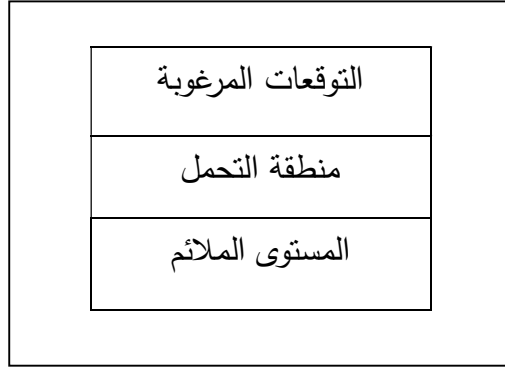 التوقعات المرغوبة
منطقة التحمل
المستوى الملائم